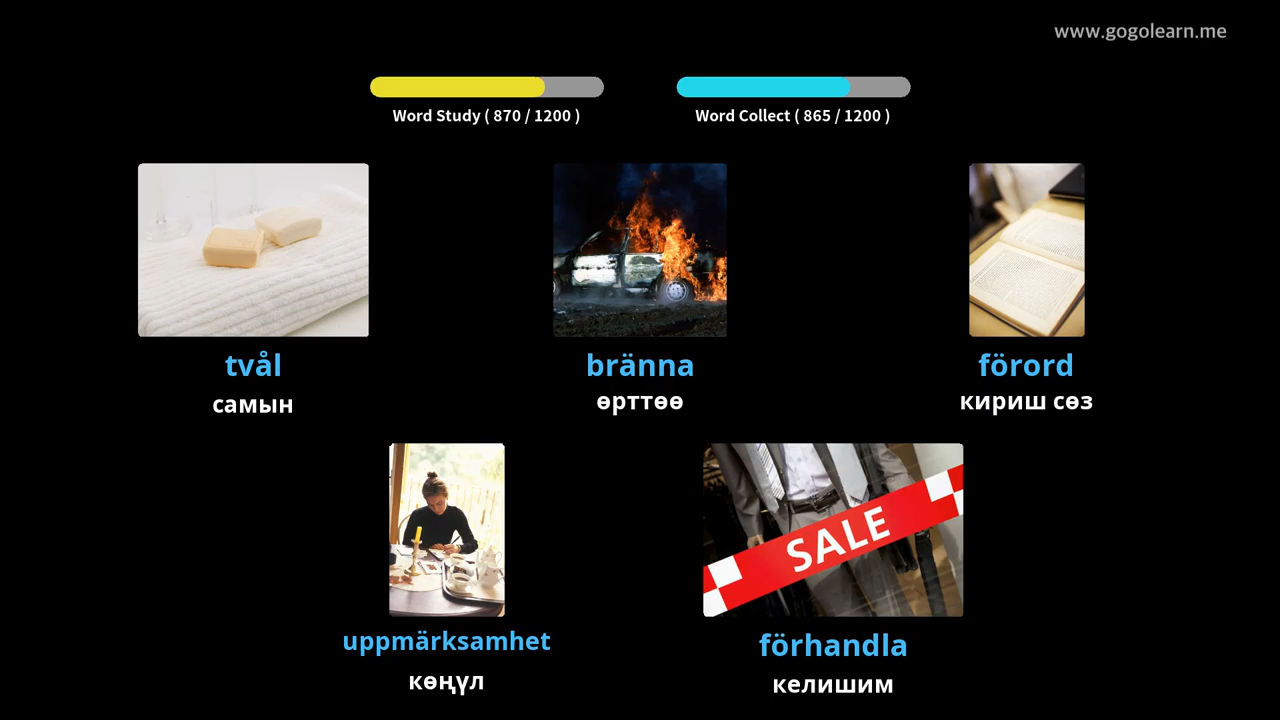 www.gogolearn.me
Word Study ( 870 / 1200 )
Word Collect ( 865 / 1200 )
tvål
bränna
förord
самын
өрттөө
кириш сөз
SALE
uppmärksamhet
förhandla
көңүл
келишим